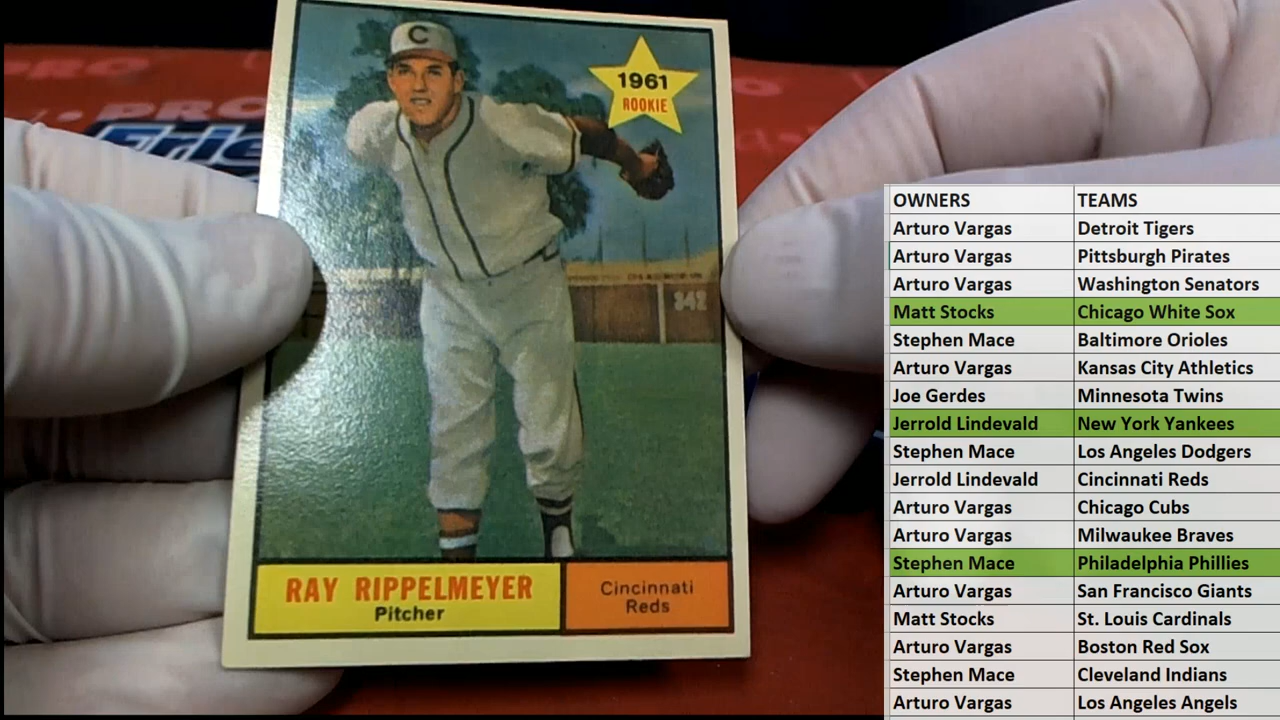 PRO
PRO
Erie
C
1961
ROOKIE
342
RAY RIPPELMEYER
Pitcher
Cincinnati
Reds
OWNERS TEAMS
Arturo Vargas Detroit Tigers
Arturo Vargas Pittsburgh Pirates
Arturo Vargas Washington Senators
Matt Stocks Chicago White Sox
Stephen Mace Baltimore Orioles
Arturo Vargas Kansas City Athletics
Joe Gerdes Minnesota Twins
Jerrold Lindevald New York Yankees
Stephen Mace Los Angeles Dodgers
Jerrold Lindevald Cincinnati Reds
Arturo Vargas Chicago Cubs
Arturo Vargas Milwaukee Braves
Stephen Mace Philadelphia Phillies
Arturo Vargas San Francisco Giants
Matt Stocks St. Louis Cardinals
Arturo Vargas Boston Red Sox
Stephen Mace Cleveland Indians
Arturo Vargas Los Angeles Angels